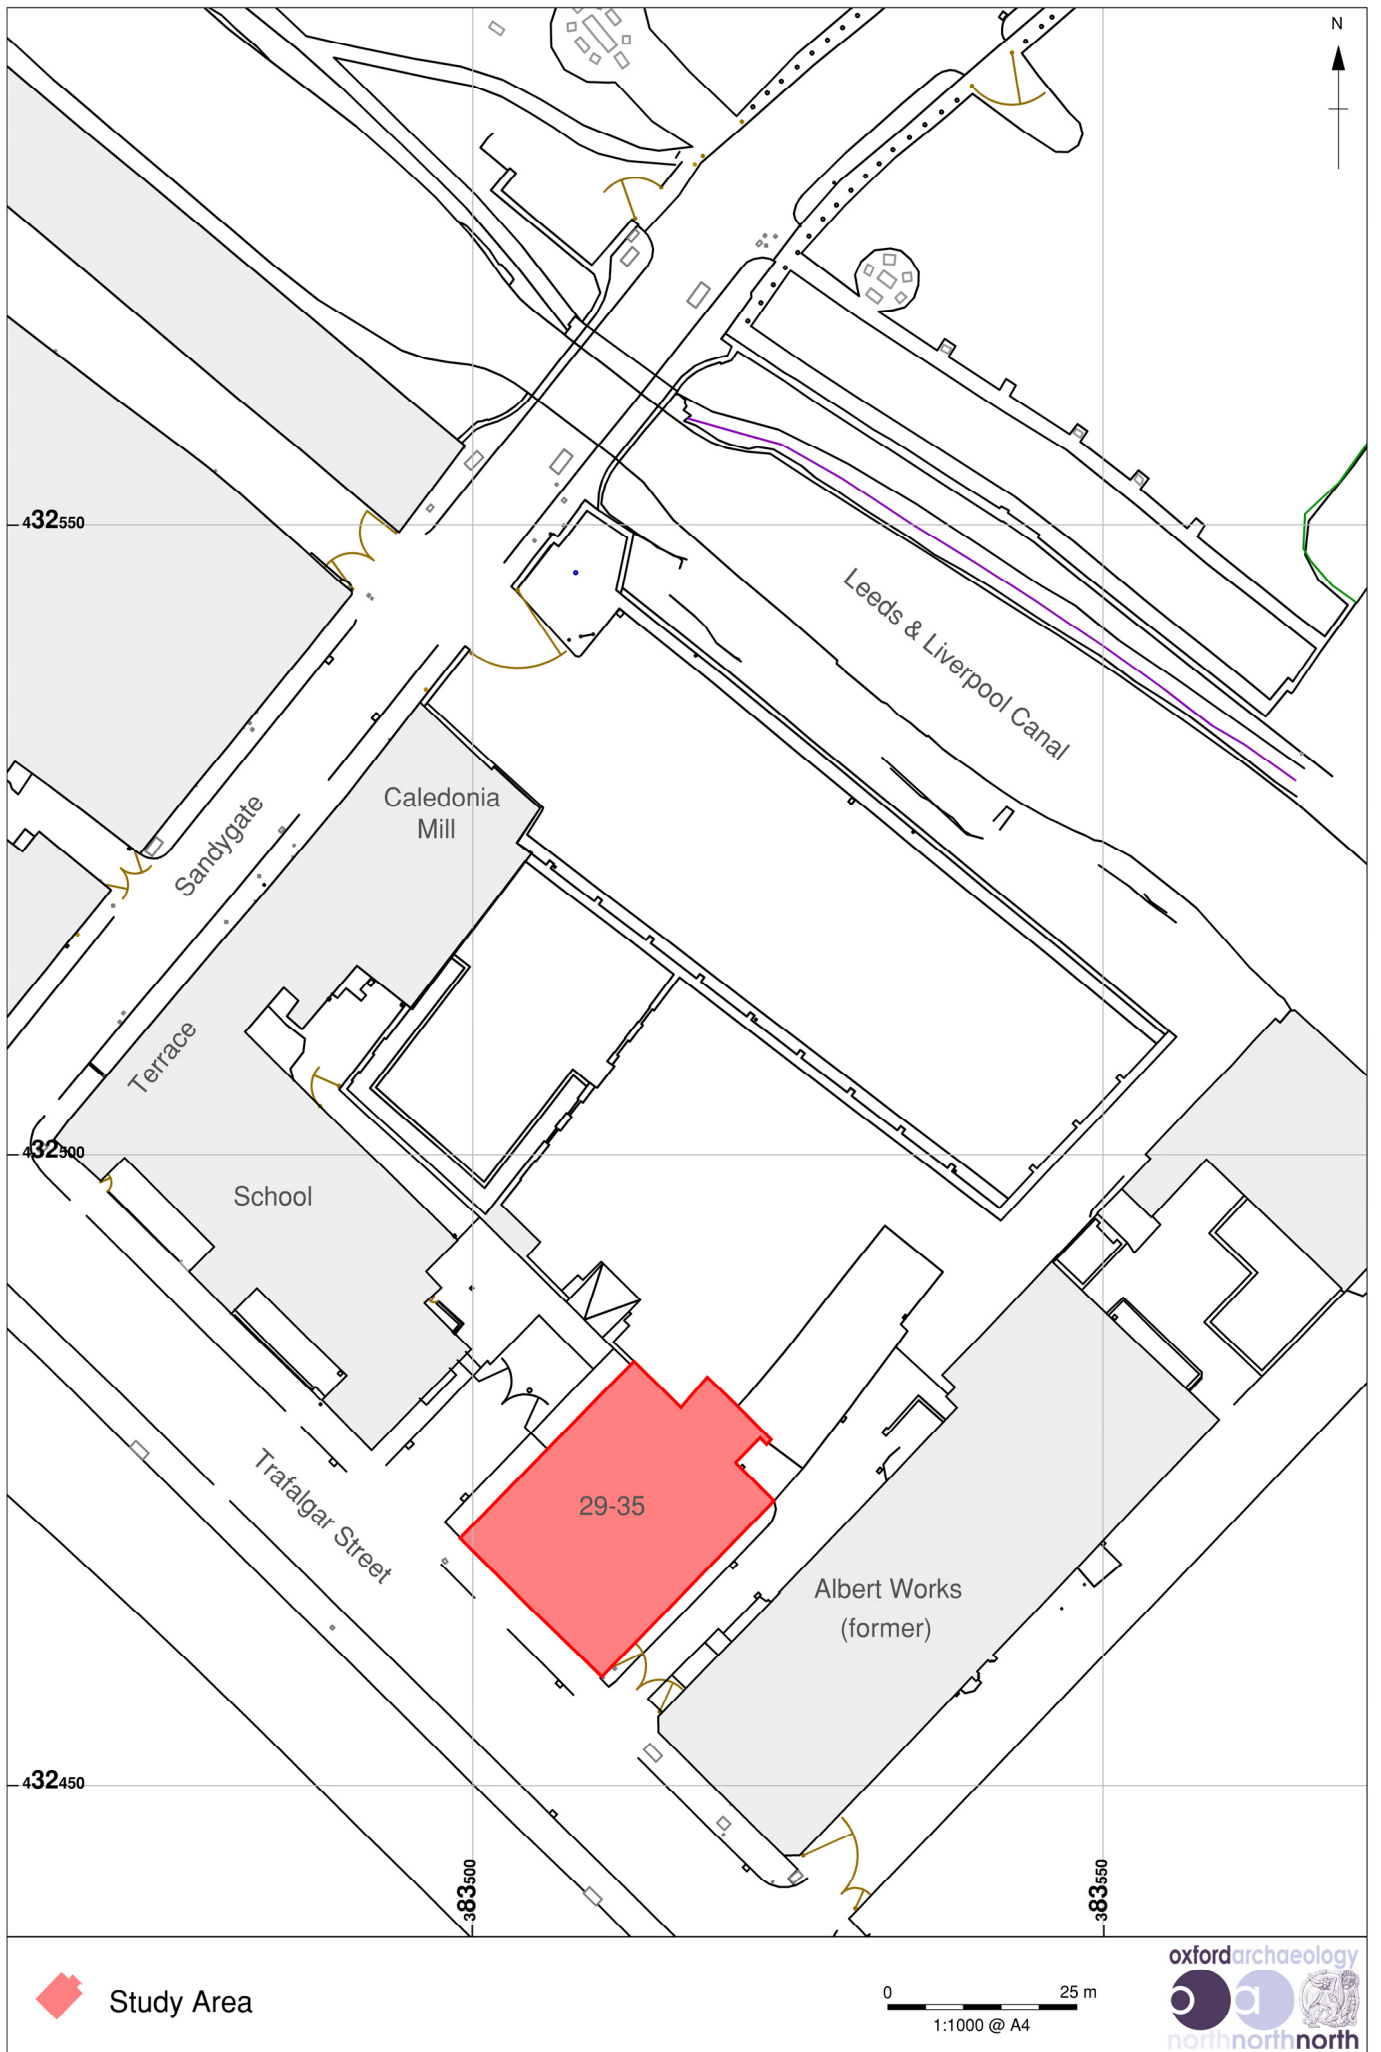 N
432550
Leeds & Liverpool Canal
Caledonia
Mill
Sandygate
Terrace
432500
School
29-35
Trafalgar Street
Albert Works
(former)
432450
383500
383550
Study Area
0 25 m
1:1000 @ A4
oxfordarchaeology
o a
northnorthnorth